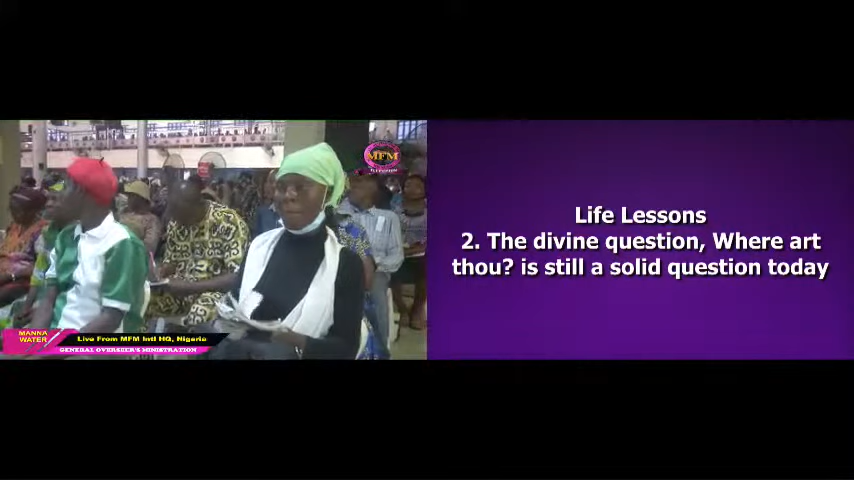 MFM
MANNA
WATER
Live From MFM Intl HQ, Nigeria
GENERAL OVERSEER'S MINISTRATION
Life Lessons
2. The divine question, Where art
thou? is still a solid question today